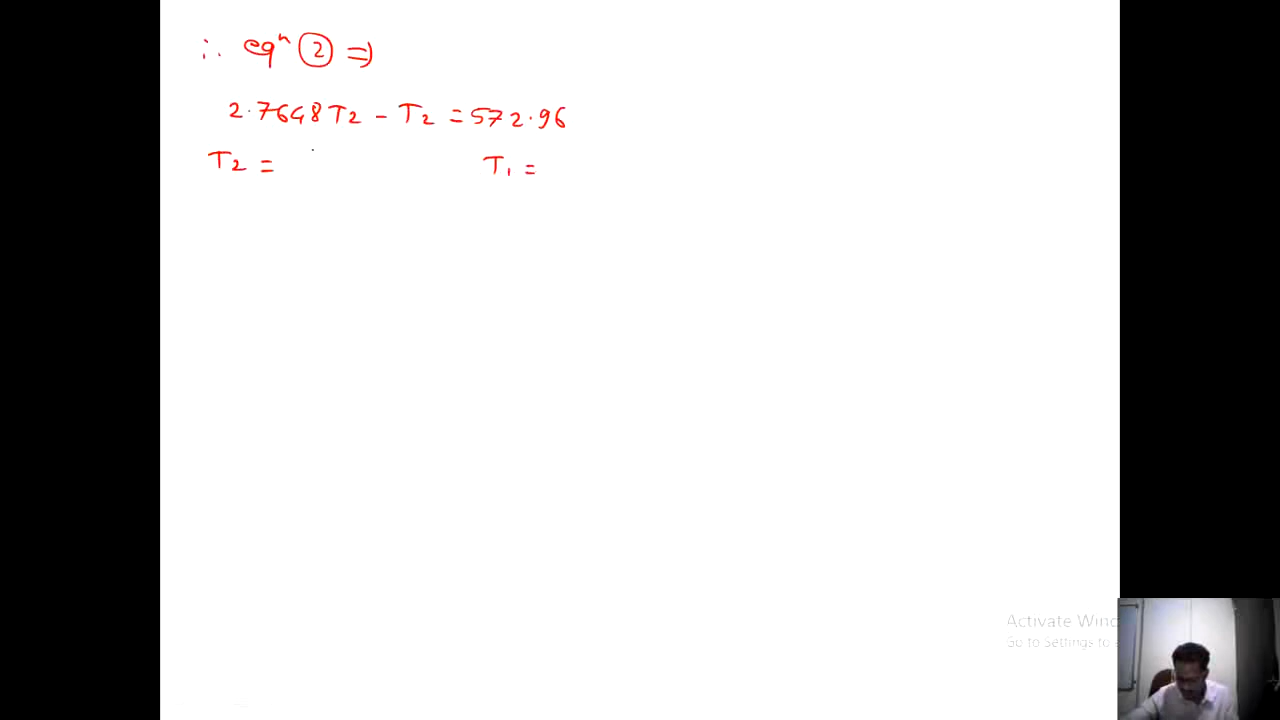 ∴ eqⁿ ② ⇒
2.7648 T2 - T2 = 572.96
T2 = T1 =
Activate Wind
Go to Settings to